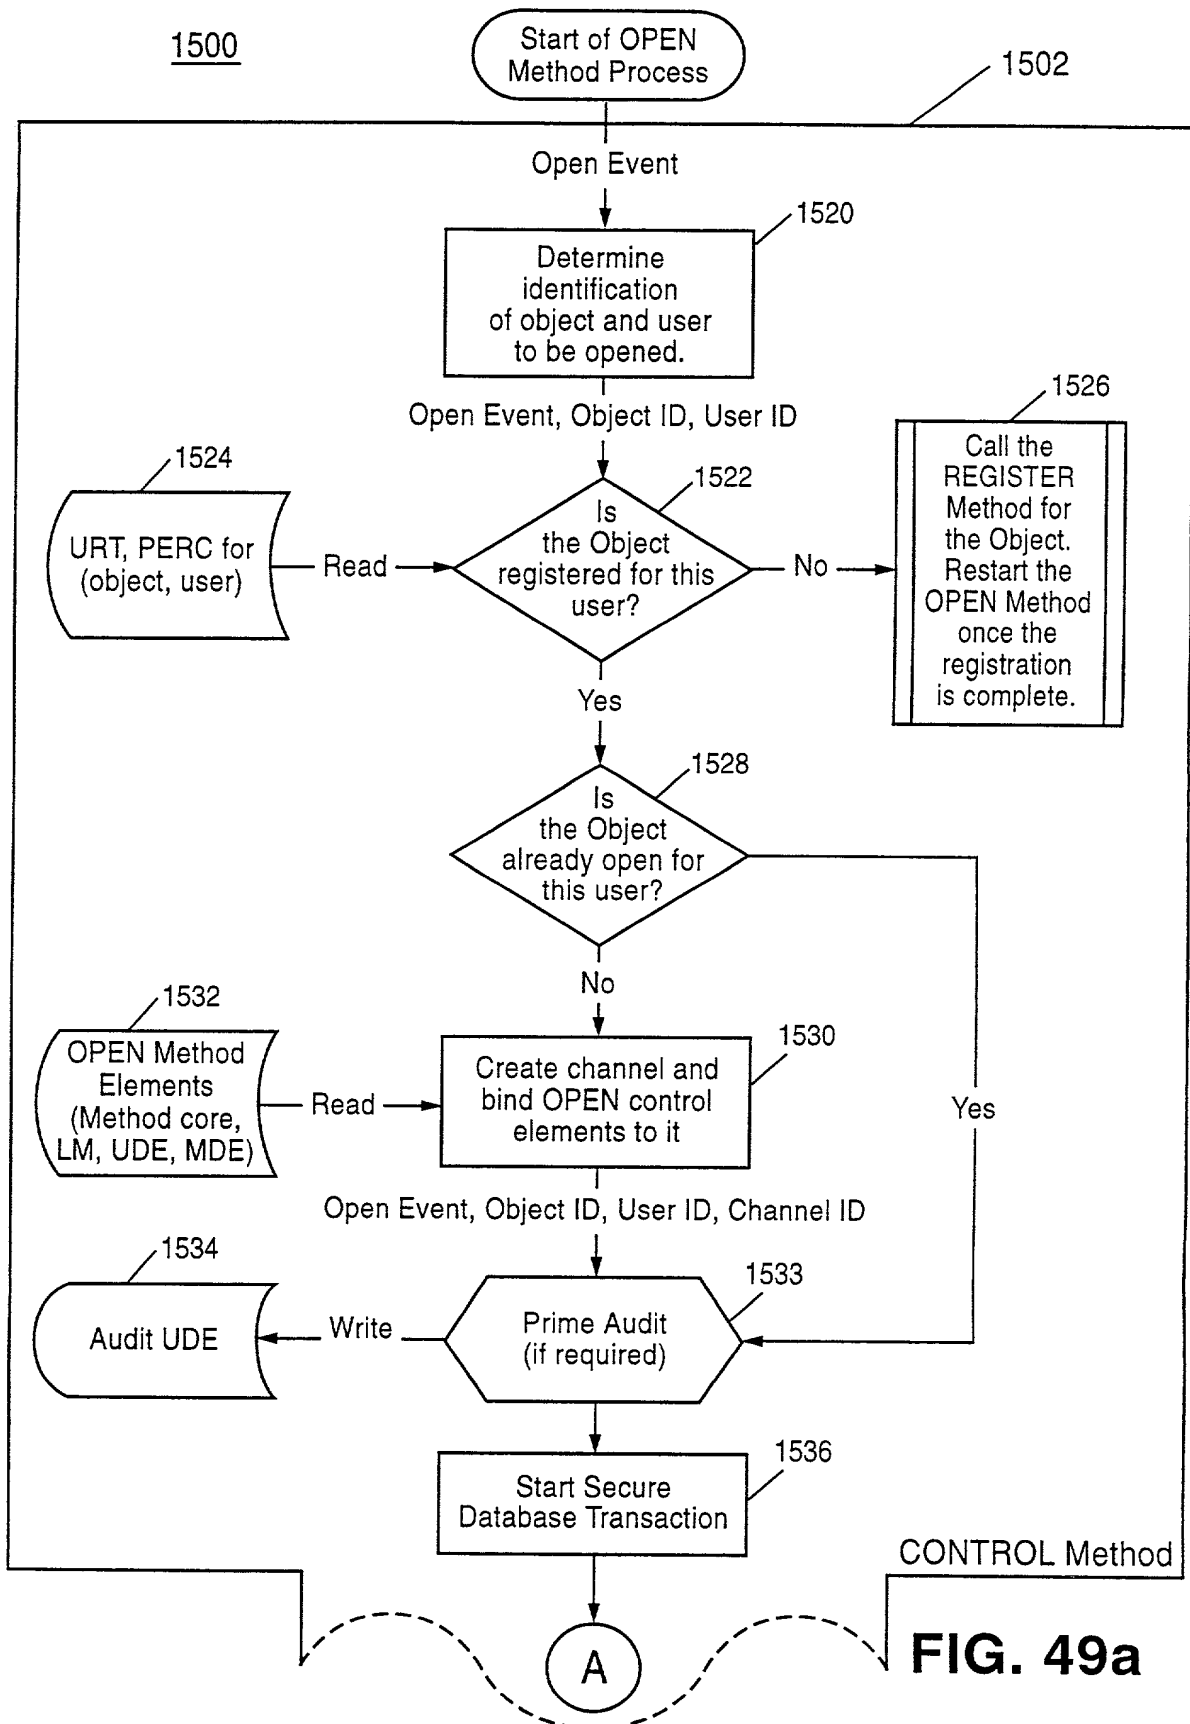 1500
Start of OPEN
Method Process
1502
Open Event
1520
Determine
identification
of object and user
to be opened.
Open Event, Object ID, User ID
1526
Call the
REGISTER
Method for
the Object.
Restart the
OPEN Method
once the
registration
is complete.
1524
URT, PERC for
(object, user)
Read
1522
Is
the Object
registered for this
user?
No
Yes
1528
Is
the Object
already open for
this user?
No
Yes
1532
OPEN Method
Elements
(Method core,
LM, UDE, MDE)
Read
1530
Create channel and
bind OPEN control
elements to it
Open Event, Object ID, User ID, Channel ID
1534
Audit UDE
Write
1533
Prime Audit
(if required)
1536
Start Secure
Database Transaction
CONTROL Method
A
FIG. 49a